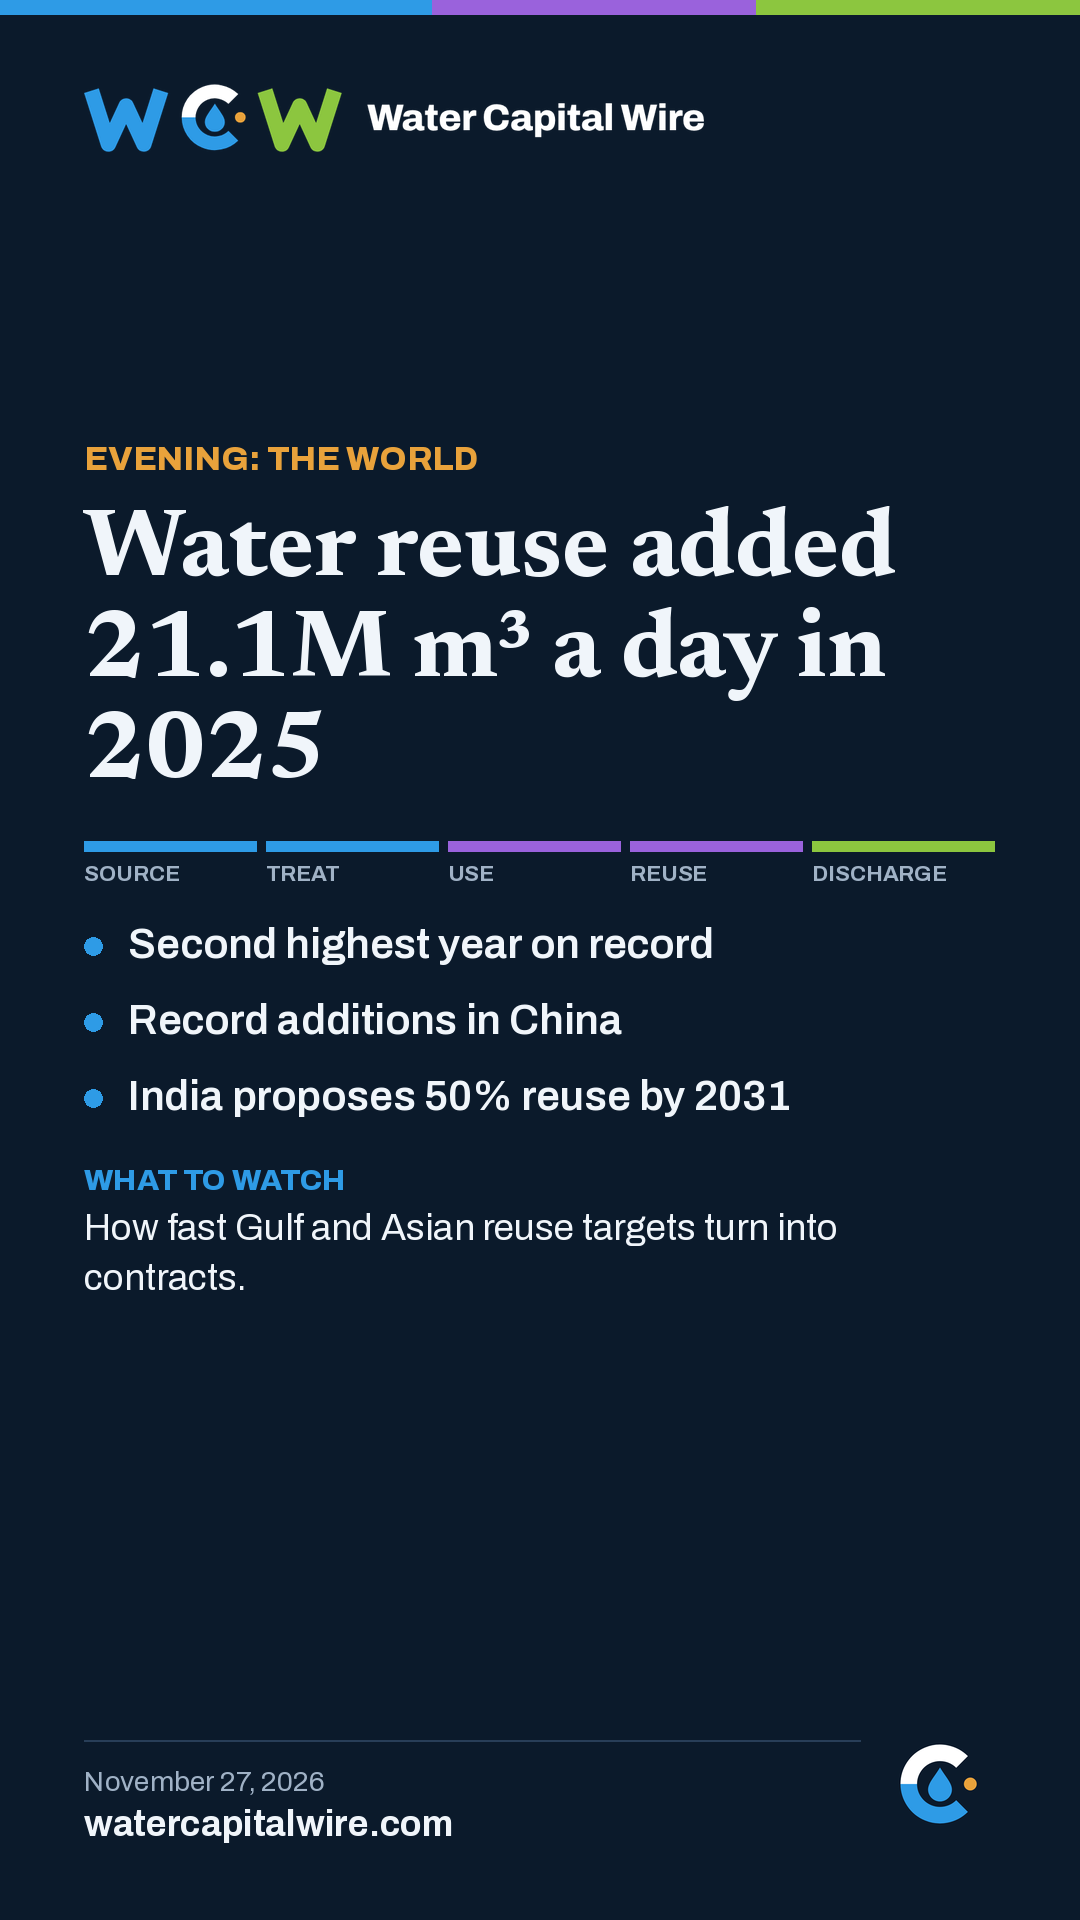 WCW Water Capital Wire
EVENING: THE WORLD
Water reuse added
21.1M m³ a day in
2025
SOURCE TREAT USE REUSE DISCHARGE
Second highest year on record
Record additions in China
India proposes 50% reuse by 2031
WHAT TO WATCH
How fast Gulf and Asian reuse targets turn into
contracts.
November 27, 2026
watercapitalwire.com